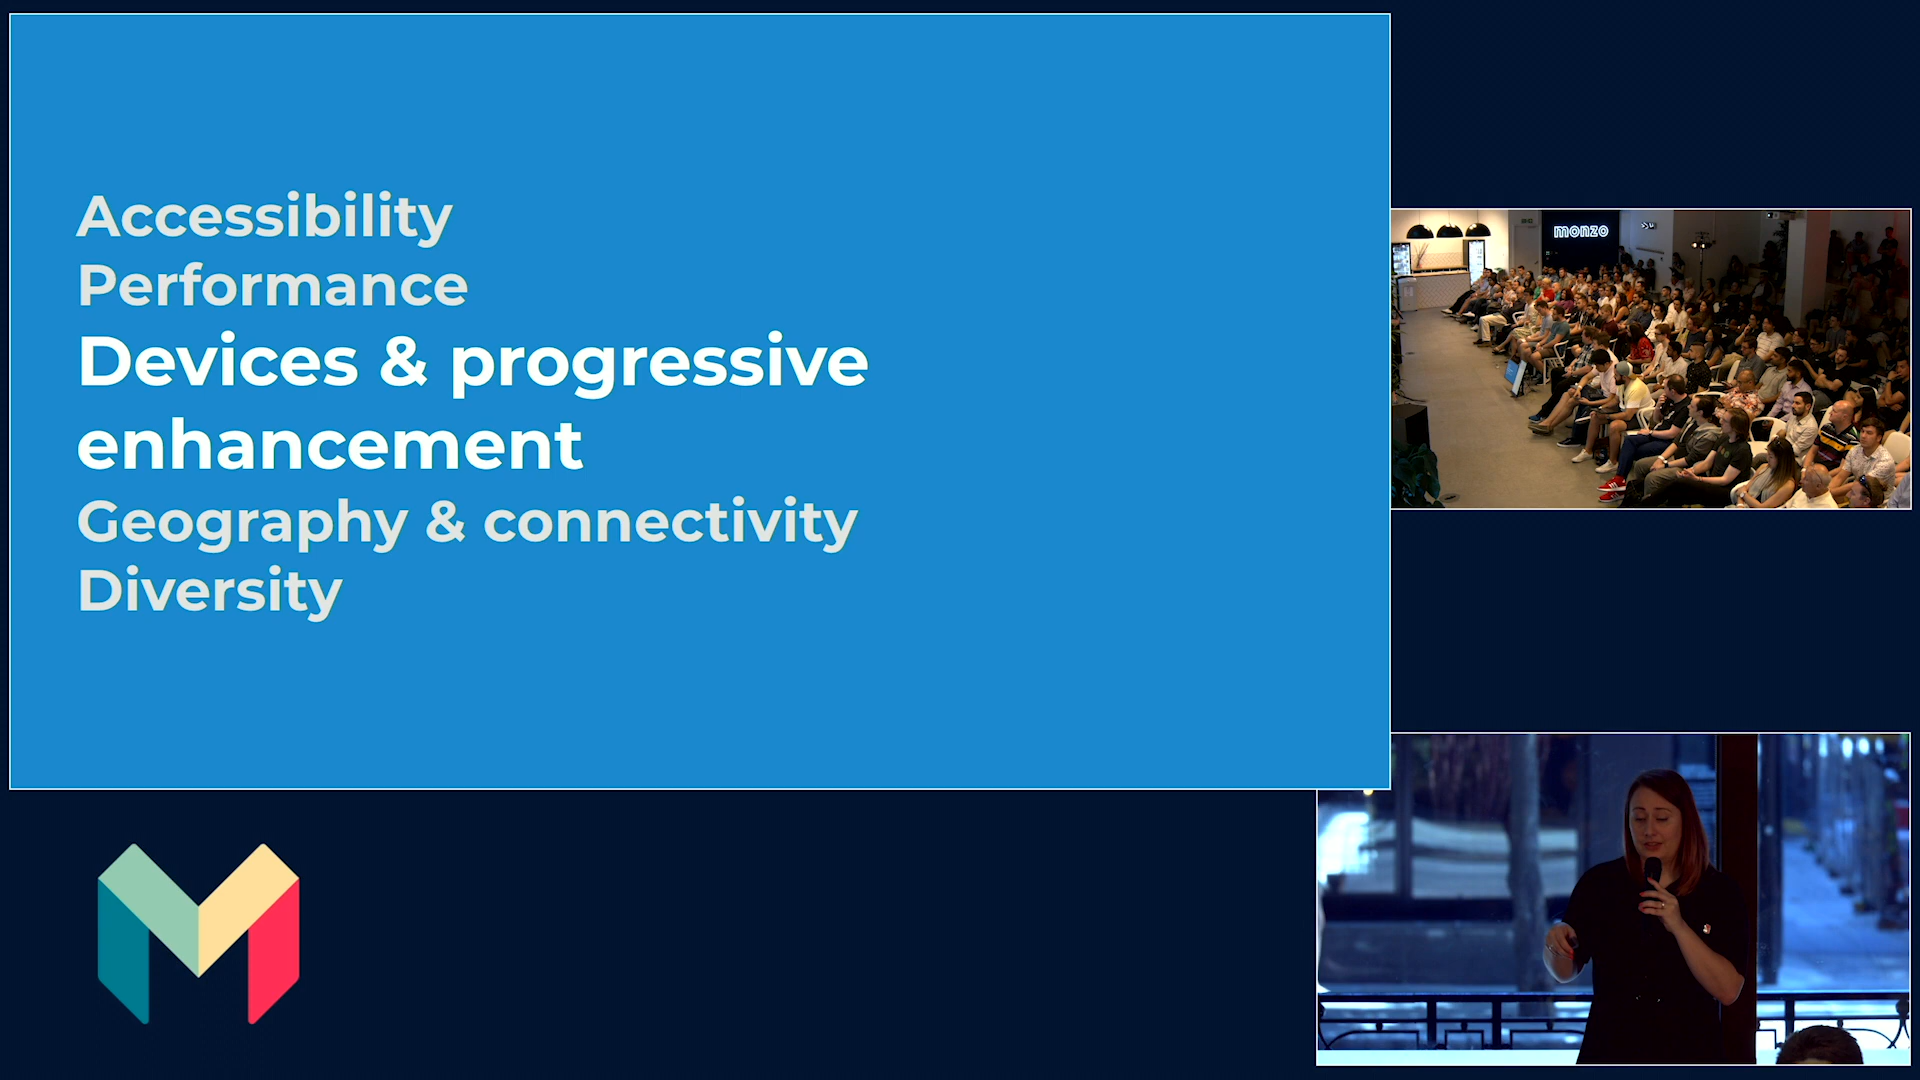 Accessibility
Performance
Devices & progressive
enhancement
Geography & connectivity
Diversity
monzo